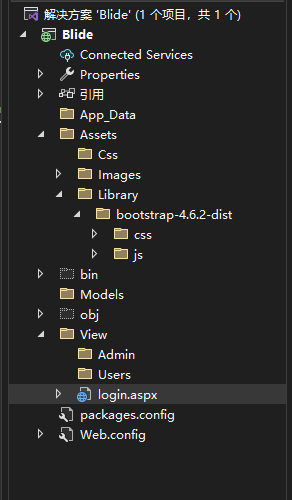 解决方案 'Blide' (1 个项目，共 1 个)
Blide
Connected Services
Properties
引用
App_Data
Assets
Css
Images
Library
bootstrap-4.6.2-dist
css
js
bin
Models
obj
View
Admin
Users
login.aspx
packages.config
Web.config